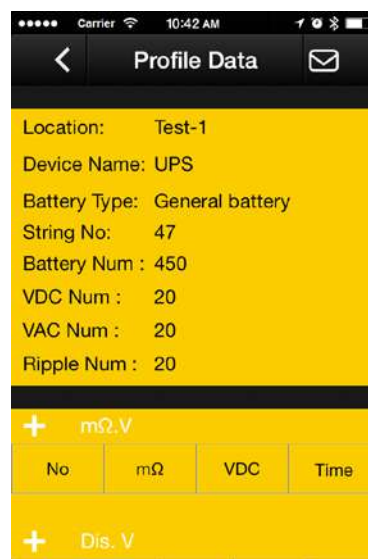 Carrier 10:42 AM
Profile Data
Location: Test-1
Device Name: UPS
Battery Type: General battery
String No: 47
Battery Num : 450
VDC Num : 20
VAC Num : 20
Ripple Num : 20
+ mΩ.V
No mΩ VDC Time
+ Dis. V